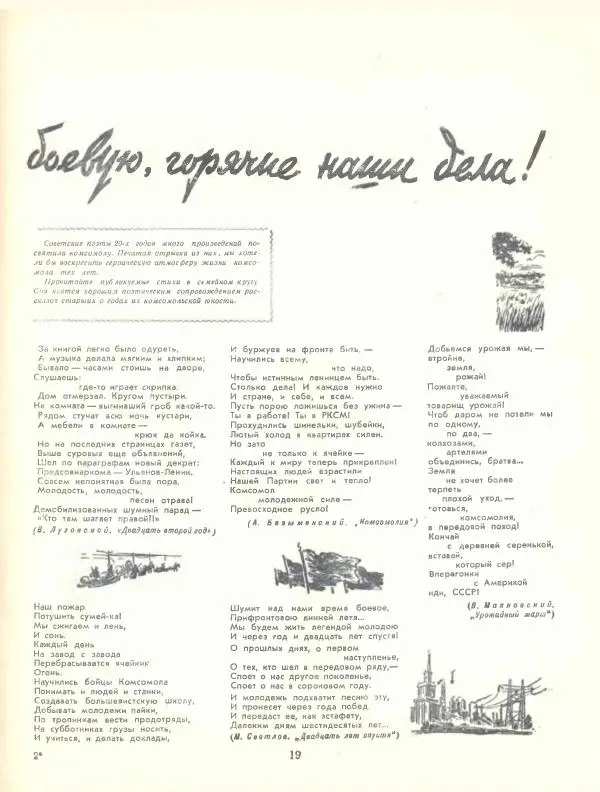 боевую, горячие наши дела!
Советские поэты 20-х годов много произведений по-
святили комсомолу. Печатая отрывки из них, мы хоте-
ли бы воскресить героическую атмосферу жизни комсо-
мола тех лет.
Прочитайте публикуемые стихи в семейном кругу.
Они явятся хорошим поэтическим сопровождением рас-
сказов старших о годах их комсомольской юности.
За книгой легко было одуреть,
А музыка делала мягким и хлипким;
Бывало — часами стоишь на дворе,
Слушаешь:
где-то играет скрипка.
Дом отмерзал. Кругом пустыри.
Не комната — выгнивший гроб какой-то.
Рядом стучат всю ночь кустари,
А мебели в комнате —
крюк да койка.
Но на последних страницах газет,
Выше суровых еще объявлений,
Шел по параграфам новый декрет:
Предсовнаркома — Ульянов-Ленин.
Совсем непонятная была пора.
Молодость, молодость,
песен отрава!
Демобилизованных шумный парад —
«Кто там шагает правой?!»
(В. Луговской, «Двадцать второй год»)
Наш пожар
Потушить сумей-ка!
Мы сжигаем и лень,
И сонь.
Каждый день
На завод с завода
Перебрасывается ячейкин
Огонь.
Научились бойцы Комсомола
Понимать и людей и станки,
Создавать большевистскую школу,
Добывать молодежи пайки,
По тропинкам вести продотряды,
На субботниках грузы носить,
И учиться, и делать доклады,
И буржуев на фронте бить, —
Научились всему,
что надо,
Чтобы истинным ленинцем быть.
Столько дела! И каждое нужно
И стране, и себе, и всем.
Пусть порою ложишься без ужина —
Ты в работе! Ты в РКСМ!
Прохудились шинельки, шубейки,
Лютый холод в квартирах силен.
Но зато
не только к ячейке —
Каждый к миру теперь прикреплен!
Настоящих людей взрастили
Нашей Партии свет и тепло!
Комсомол
молодежной силе —
Превосходное русло!
(А. Безыменский, „Комсомолия“)
Шумит над нами время боевое,
Прифронтовою линией летя...
Мы будем жить легендой молодою
И через год и двадцать лет спустя!
О прошлых днях, о первом
наступленье,
О тех, кто шел в передовом ряду,—
Споет о нас другое поколенье,
Споет о нас в сороковом году.
И молодежь подхватит песню эту,
И пронесет через года побед
И передаст ее, как эстафету,
Далеким дням шестидесятых лет...
(М. Светлов, „Двадцать лет спустя“)
Добьемся урожая мы, —
втройне,
земля,
рожай!
Пожалте,
уважаемый
товарищ урожай!
Чтоб даром не потели мы
по одному,
по два, —
колхозами,
артелями
объединись, братва...
Земля
не хочет более
терпеть
плохой уход, —
готовься,
комсомолия,
в передовой поход!
Кончай
с деревней серенькой,
вставай,
который сер!
Вперегонки
с Америкой
иди, СССР!
(В. Маяковский,
„Урожайный марш“)
2*
19